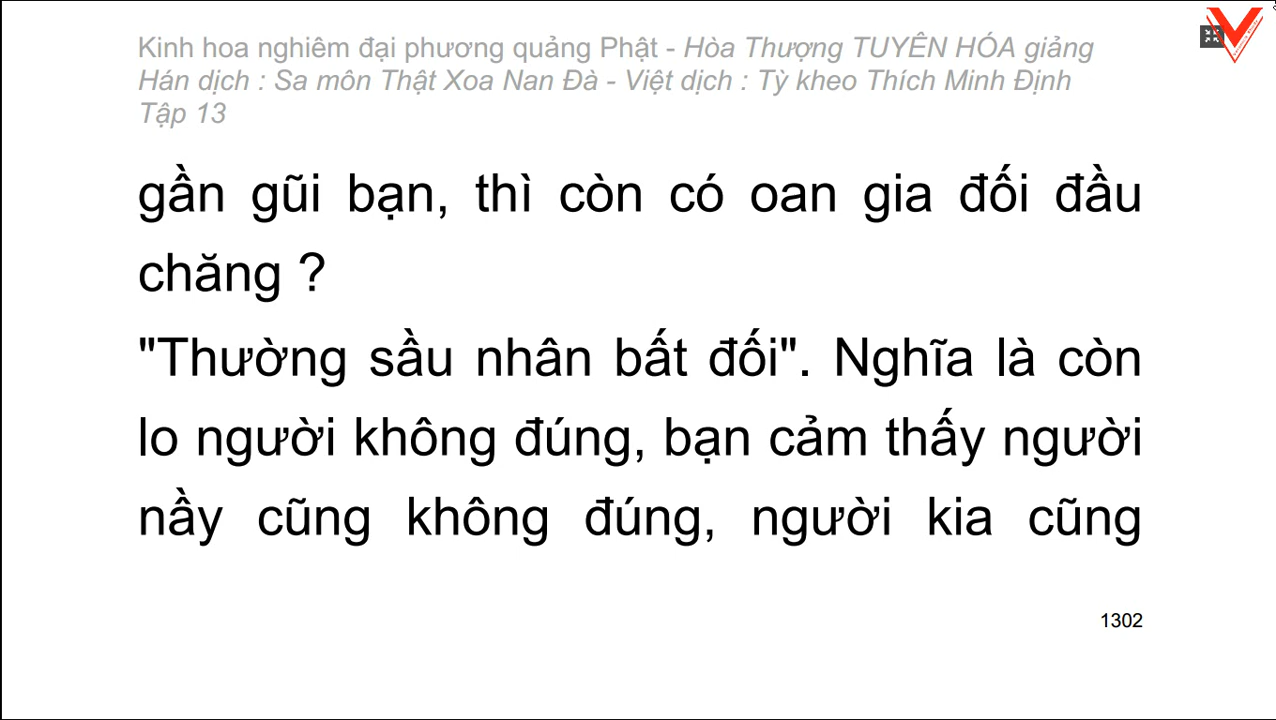 Kinh hoa nghiêm đại phương quảng Phật - Hòa Thượng TUYÊN HÓA giảng
Hán dịch : Sa môn Thật Xoa Nan Đà - Việt dịch : Tỳ kheo Thích Minh Định
Tập 13
gần gũi bạn, thì còn có oan gia đối đầu
chăng ?
"Thường sầu nhân bất đối". Nghĩa là còn
lo người không đúng, bạn cảm thấy người
nầy cũng không đúng, người kia cũng
1302